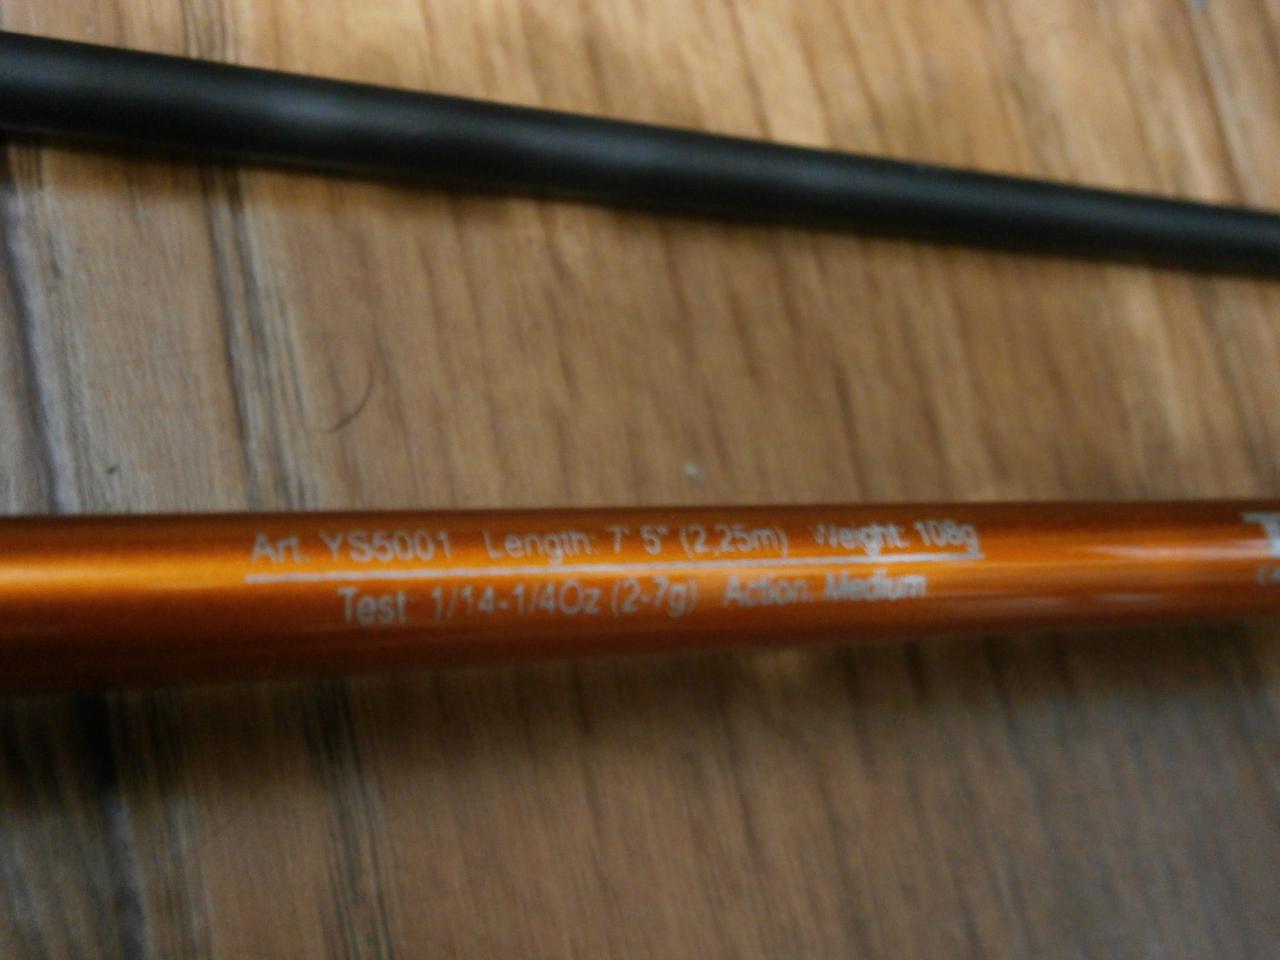 Art. YS5001 Length: 7' 5" (2,25m) Weight: 108g
Test: 1/14-1/4Oz (2-7g) Action: Medium